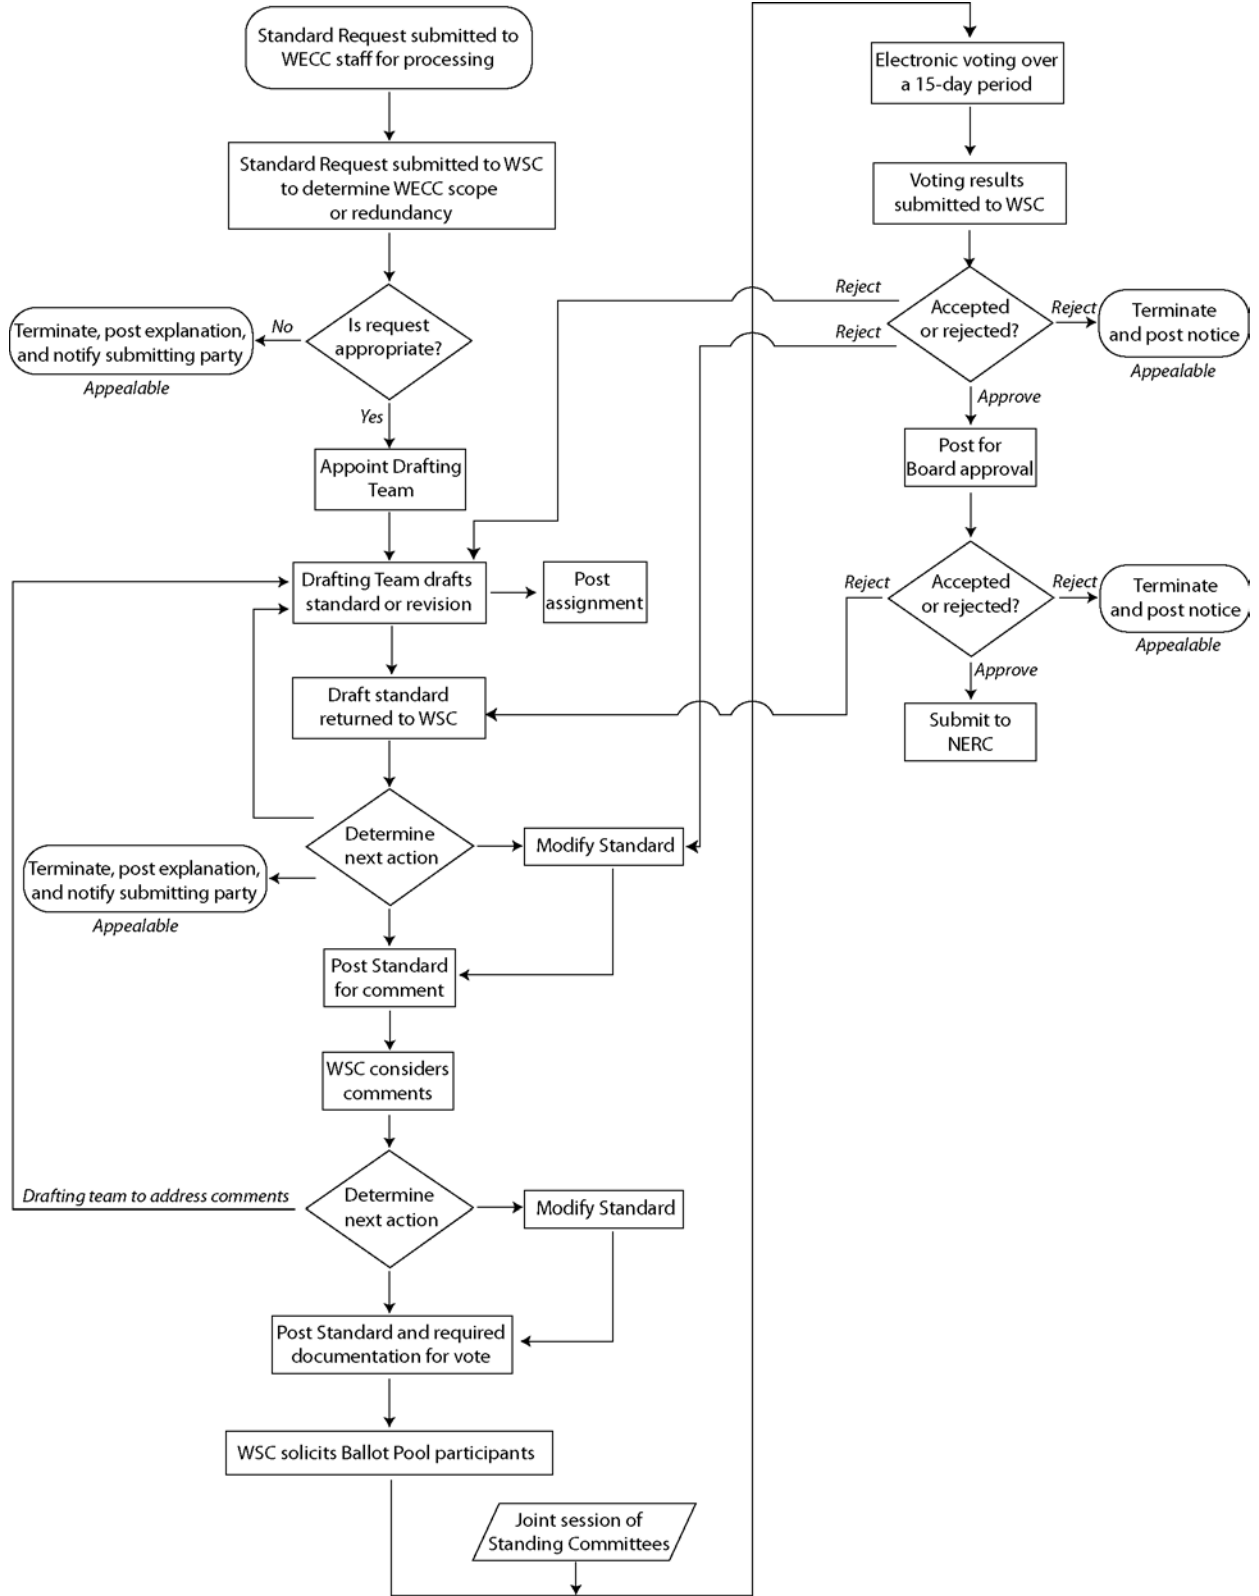 Standard Request submitted to
WECC staff for processing
Standard Request submitted to WSC
to determine WECC scope
or redundancy
Is request
appropriate?
No
Terminate, post explanation,
and notify submitting party
Appealable
Yes
Appoint Drafting
Team
Drafting Team drafts
standard or revision
Post
assignment
Draft standard
returned to WSC
Determine
next action
Modify Standard
Terminate, post explanation,
and notify submitting party
Appealable
Post Standard
for comment
WSC considers
comments
Drafting team to address comments
Determine
next action
Modify Standard
Post Standard and required
documentation for vote
WSC solicits Ballot Pool participants
Joint session of
Standing Committees
Electronic voting over
a 15-day period
Voting results
submitted to WSC
Reject
Reject
Accepted
or rejected?
Reject
Terminate
and post notice
Appealable
Approve
Post for
Board approval
Reject
Accepted
or rejected?
Reject
Terminate
and post notice
Appealable
Approve
Submit to
NERC